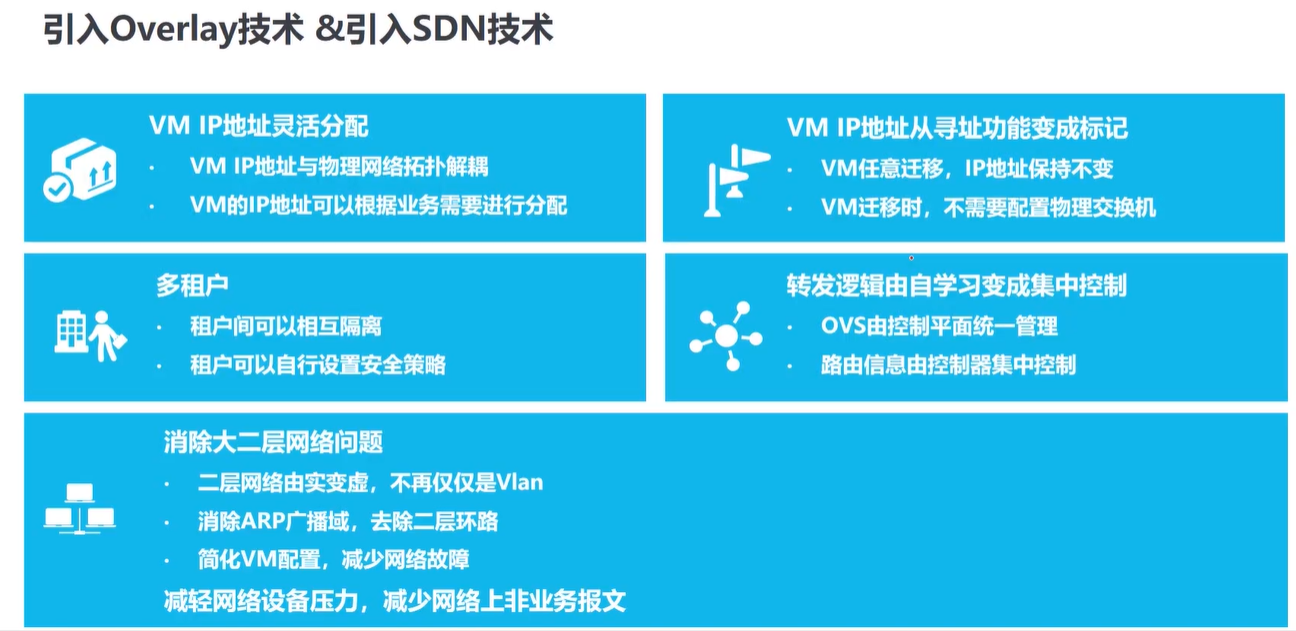 引入Overlay技术 &引入SDN技术
VM IP地址灵活分配
· VM IP地址与物理网络拓扑解耦
· VM的IP地址可以根据业务需要进行分配
VM IP地址从寻址功能变成标记
· VM任意迁移，IP地址保持不变
· VM迁移时，不需要配置物理交换机
多租户
· 租户间可以相互隔离
· 租户可以自行设置安全策略
转发逻辑由自学习变成集中控制
· OVS由控制平面统一管理
· 路由信息由控制器集中控制
消除大二层网络问题
· 二层网络由实变虚，不再仅仅是Vlan
· 消除ARP广播域，去除二层环路
· 简化VM配置，减少网络故障
减轻网络设备压力，减少网络上非业务报文